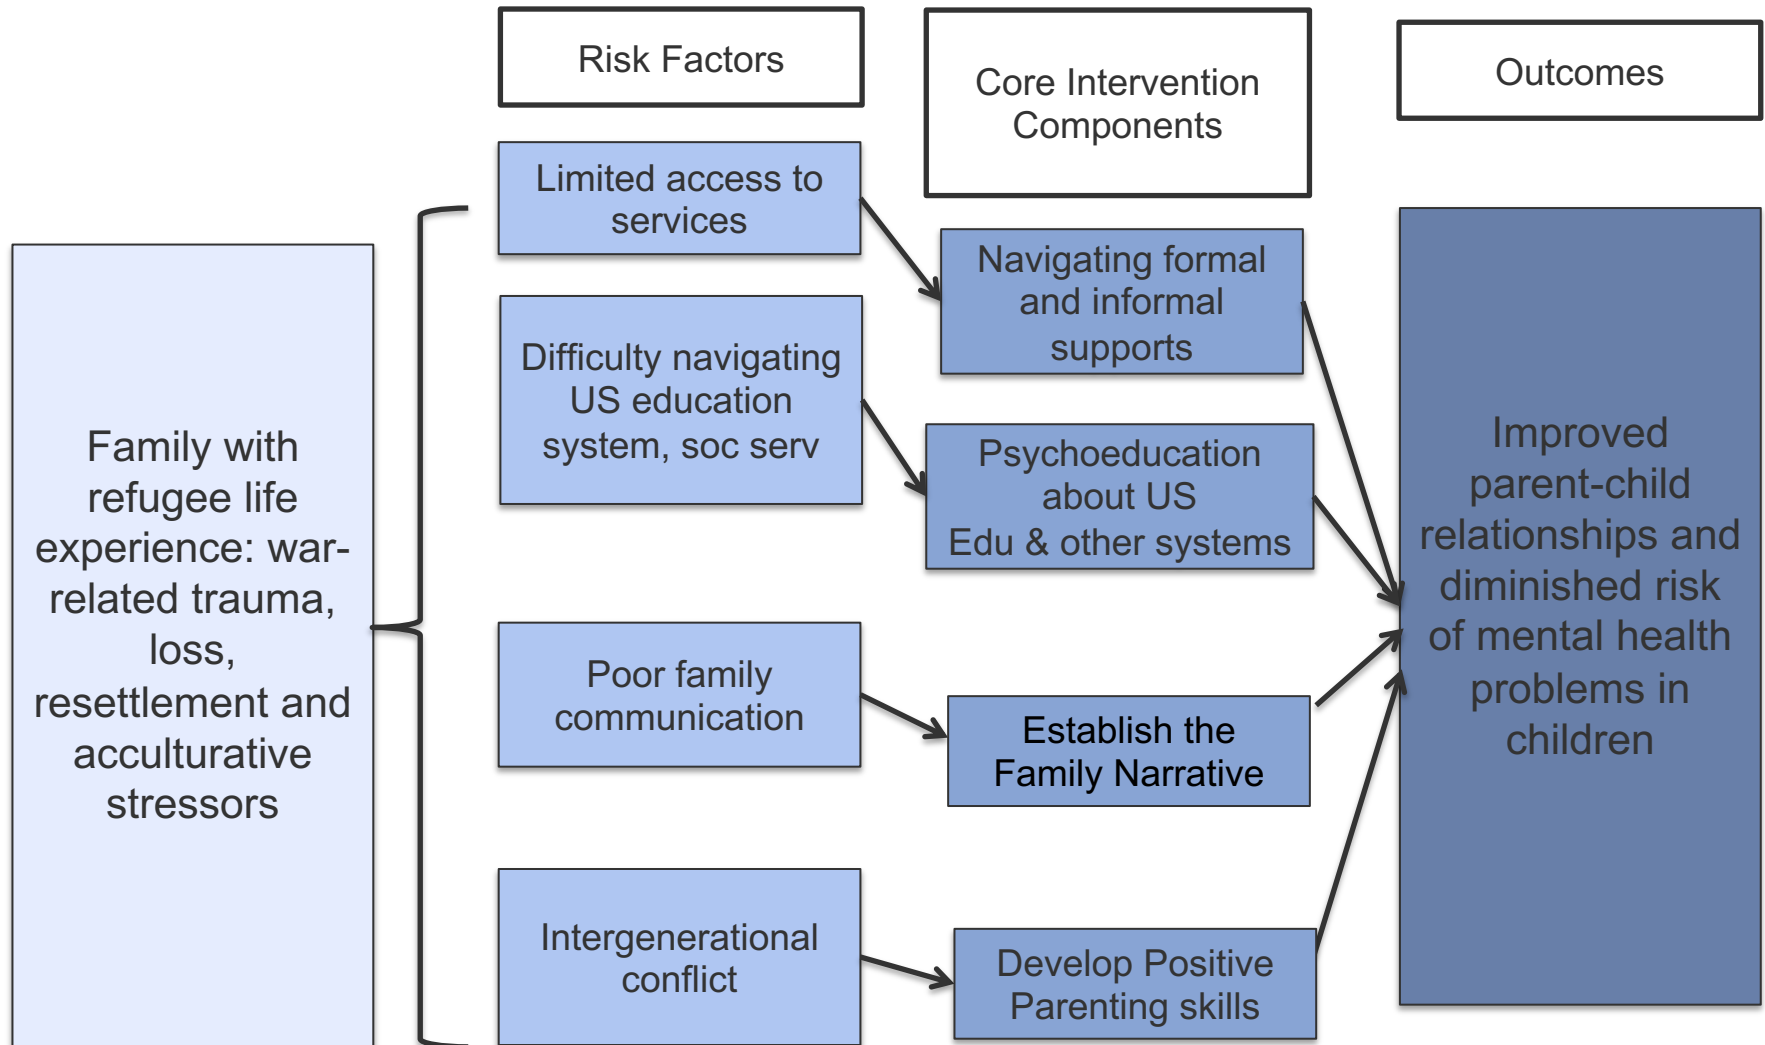 Risk Factors
Core Intervention
Components
Outcomes
Family with
refugee life
experience: war-
related trauma,
loss,
resettlement and
acculturative
stressors
Limited access to
services
Difficulty navigating
US education
system, soc serv
Poor family
communication
Intergenerational
conflict
Navigating formal
and informal
supports
Psychoeducation
about US
Edu & other systems
Establish the
Family Narrative
Develop Positive
Parenting skills
Improved
parent-child
relationships and
diminished risk
of mental health
problems in
children